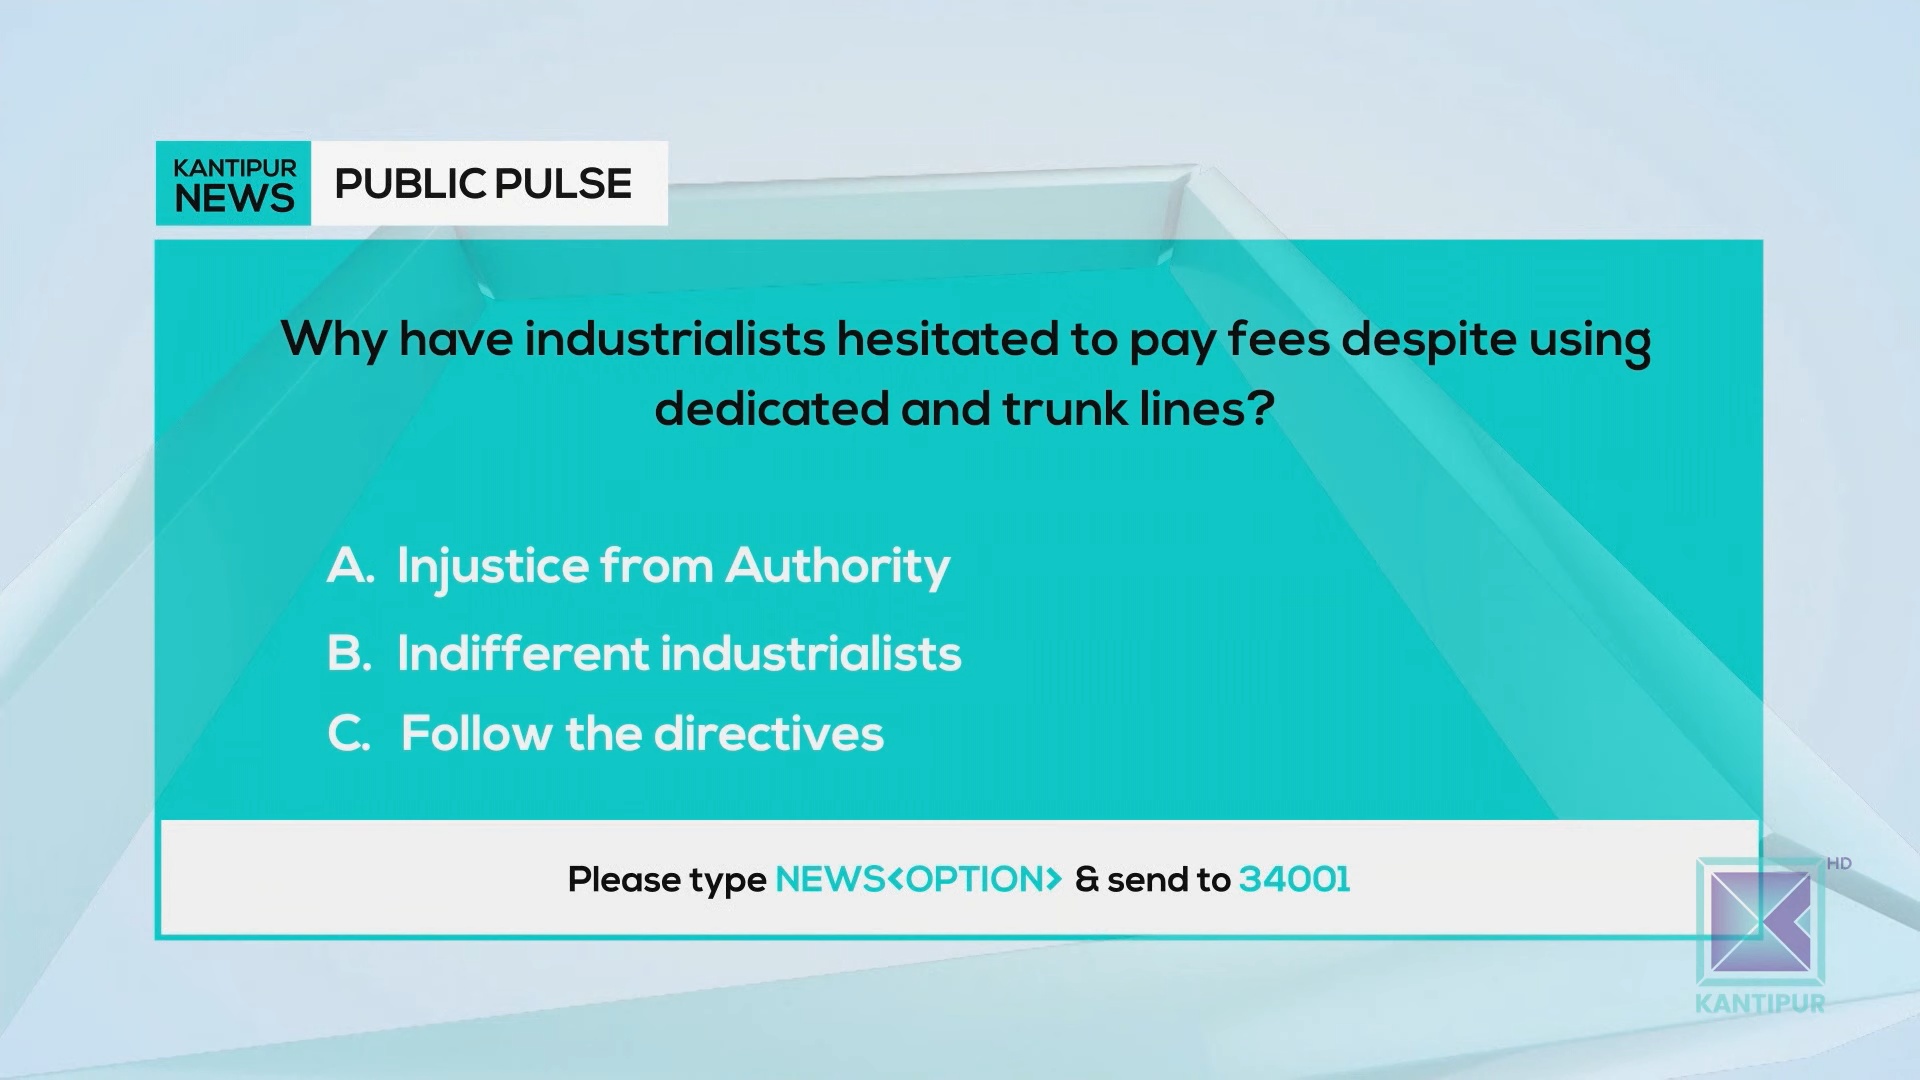 KANTIPUR
NEWS
PUBLIC PULSE
Why have industrialists hesitated to pay fees despite using
dedicated and trunk lines?
A. Injustice from Authority
B. Indifferent industrialists
C. Follow the directives
Please type NEWS<OPTION> & send to 34001
HD
KANTIPUR